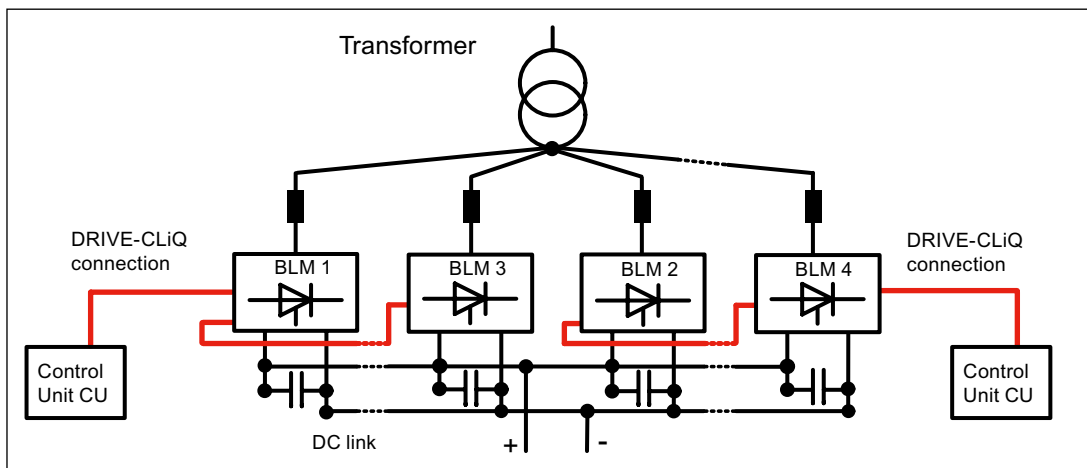 Transformer
DRIVE-CLiQ
connection
BLM 1
BLM 3
BLM 2
BLM 4
DRIVE-CLiQ
connection
Control
Unit CU
Control
Unit CU
DC link
+
-